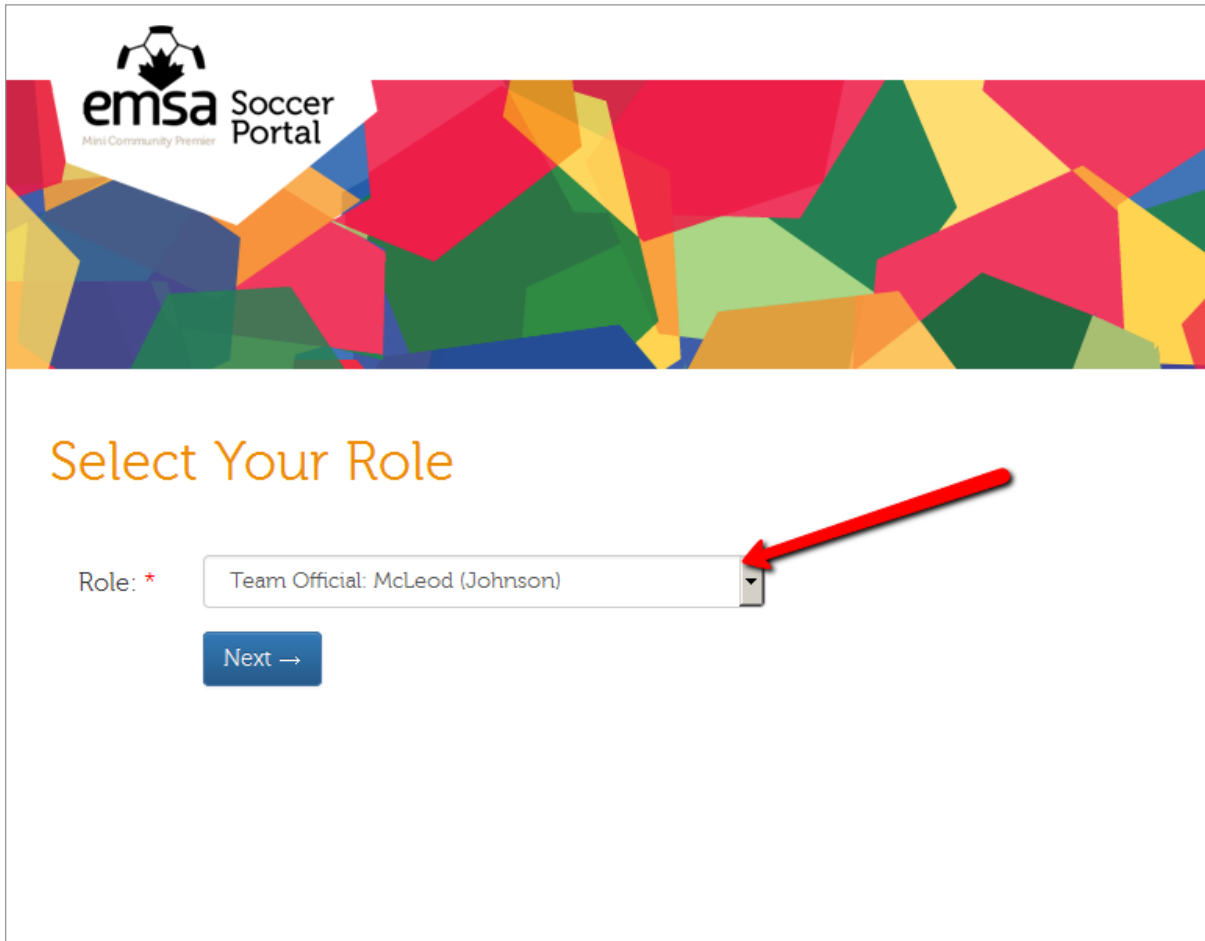 emsa Soccer
Mini Community Premier Portal
Select Your Role
Role: * Team Official: McLeod (Johnson)
Next →